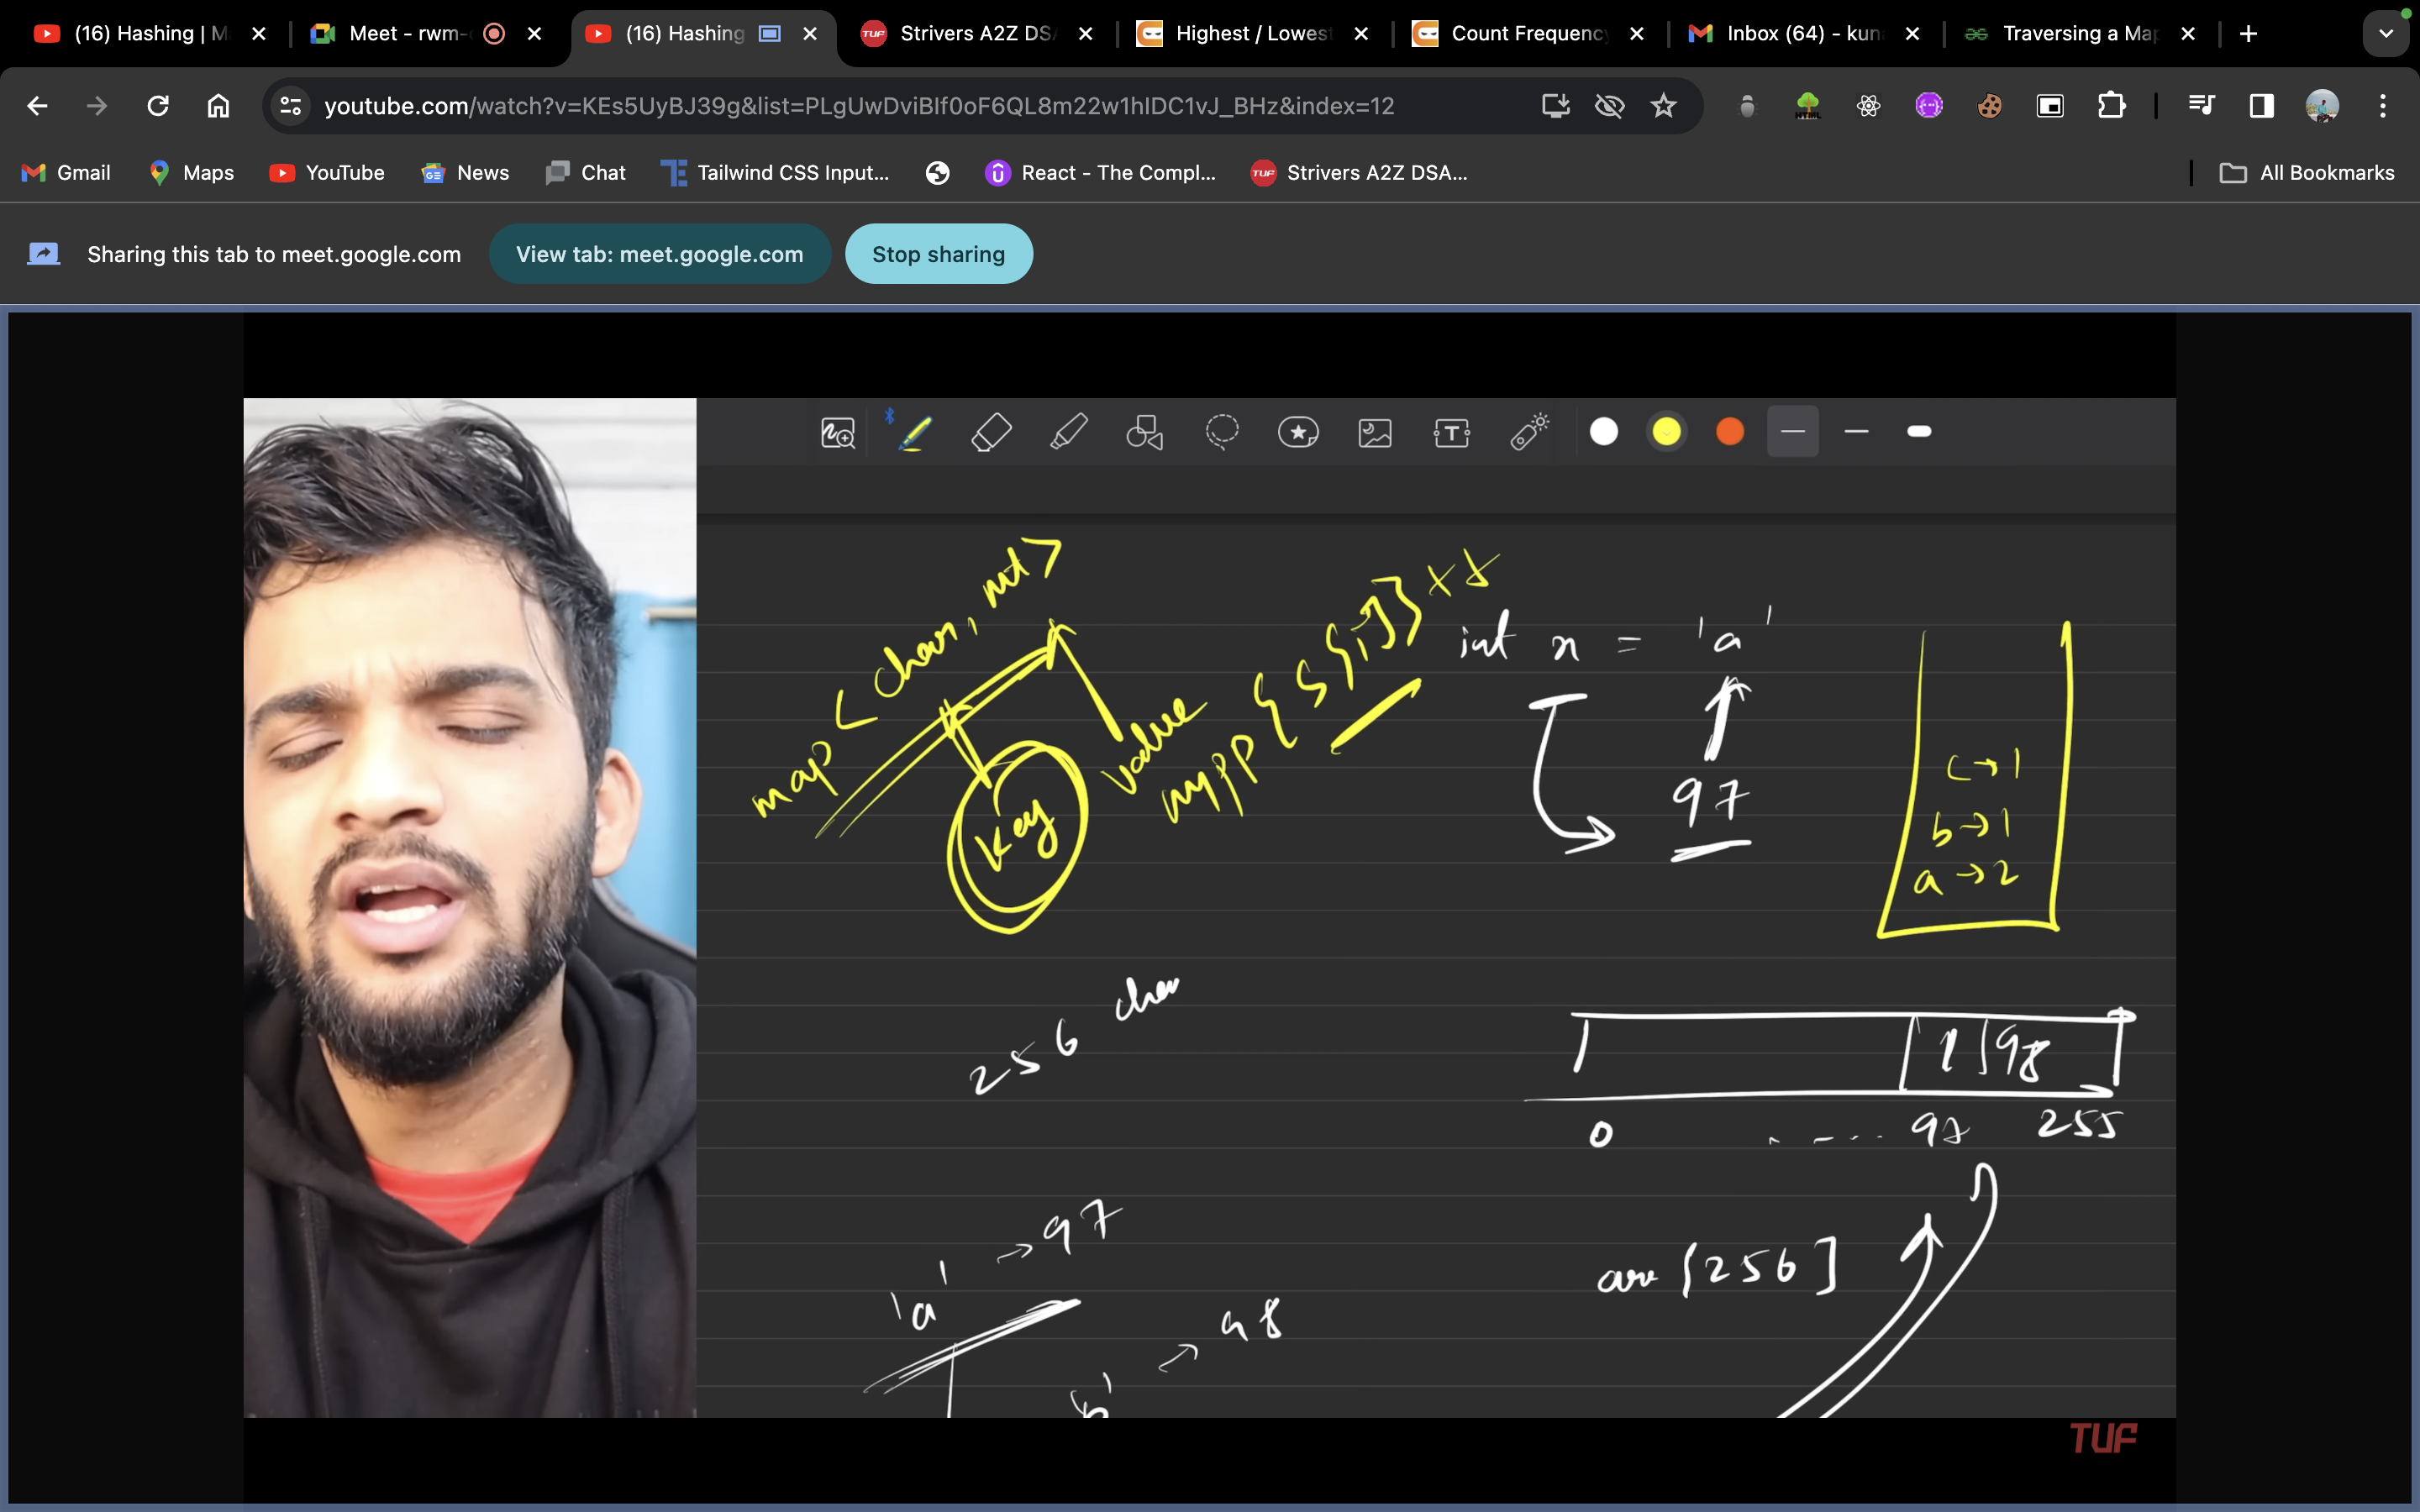 (16) Hashing | M
Meet - rwm-
(16) Hashing
TUF Strivers A2Z DS
Highest / Lowest
Count Frequenc
Inbox (64) - kun
Traversing a Ma
youtube.com/watch?v=KEs5UyBJ39g&list=PLgUwDviBIf0oF6QL8m22w1hIDC1vJ_BHz&index=12
Gmail
Maps
YouTube
News
Chat
Tailwind CSS Input...
React - The Compl...
TUF Strivers A2Z DSA...
All Bookmarks
Sharing this tab to meet.google.com
View tab: meet.google.com
Stop sharing
map < char, int >
key
value
mpp { s[i] } ++
int x = 'a'
97
c → 1
b → 1
a → 2
256 char
1 | 98
0 .... 97 255
'a' → 97
arr [256]
b' → 98
TUF